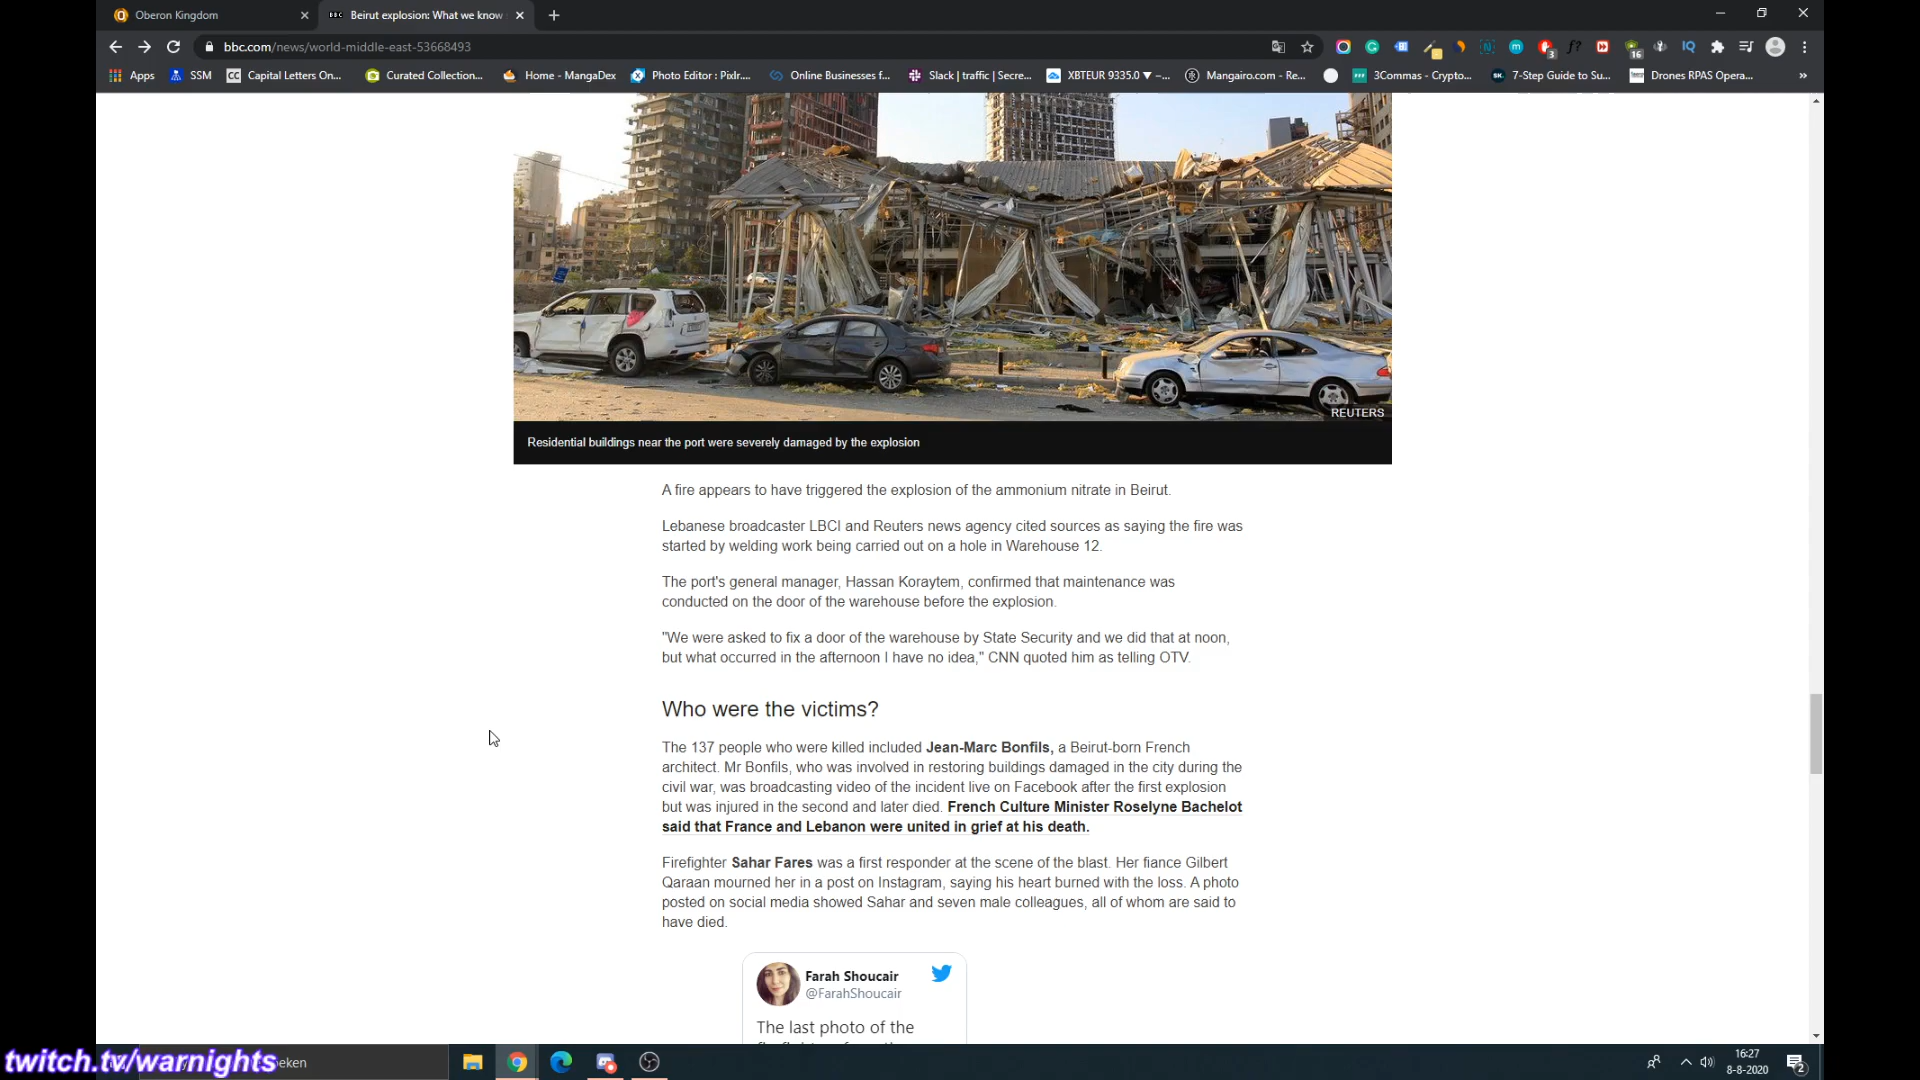 Oberon Kingdom
BBC Beirut explosion: What we know
bbc.com/news/world-middle-east-53668493
3
16
Apps SSM CC Capital Letters On... Curated Collection... Home - MangaDex Photo Editor : Pixlr... Online Businesses f... Slack | traffic | Secre... XBTEUR 9335.0 ▼ –... Mangairo.com - Re... 3Commas - Crypto... 7-Step Guide to Su... Drones RPAS Opera... »
REUTERS
Residential buildings near the port were severely damaged by the explosion
A fire appears to have triggered the explosion of the ammonium nitrate in Beirut.
Lebanese broadcaster LBCI and Reuters news agency cited sources as saying the fire was
started by welding work being carried out on a hole in Warehouse 12.
The port's general manager, Hassan Koraytem, confirmed that maintenance was
conducted on the door of the warehouse before the explosion.
"We were asked to fix a door of the warehouse by State Security and we did that at noon,
but what occurred in the afternoon I have no idea," CNN quoted him as telling OTV.
Who were the victims?
The 137 people who were killed included Jean-Marc Bonfils, a Beirut-born French
architect. Mr Bonfils, who was involved in restoring buildings damaged in the city during the
civil war, was broadcasting video of the incident live on Facebook after the first explosion
but was injured in the second and later died. French Culture Minister Roselyne Bachelot
said that France and Lebanon were united in grief at his death.
Firefighter Sahar Fares was a first responder at the scene of the blast. Her fiance Gilbert
Qaraan mourned her in a post on Instagram, saying his heart burned with the loss. A photo
posted on social media showed Sahar and seven male colleagues, all of whom are said to
have died.
Farah Shoucair
@FarahShoucair
The last photo of the
twitch.tv/warnights
eken
16:27
8-8-2020
2